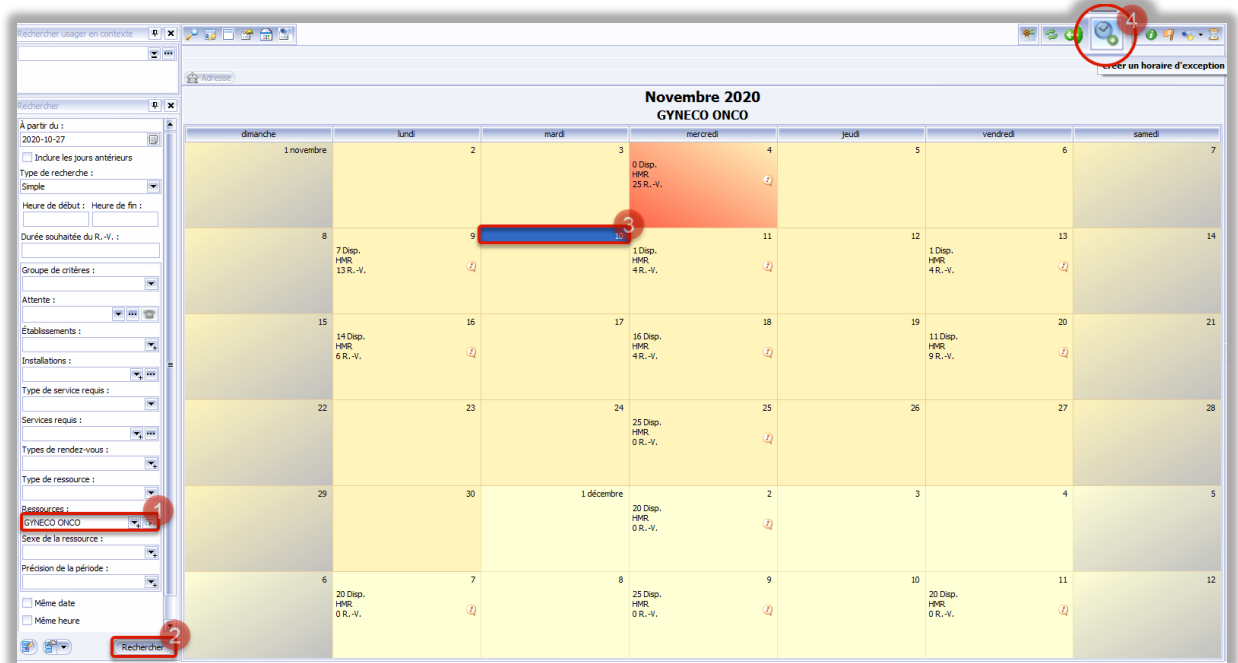 Rechercher usager en contexte
Adresse
4
Créer un horaire d'exception
Rechercher
À partir du :
2020-10-27
Inclure les jours antérieurs
Type de recherche :
Simple
Heure de début : Heure de fin :
Durée souhaitée du R.-V. :
Groupe de critères :
Attente :
Établissements :
Installations :
Type de service requis :
Services requis :
Types de rendez-vous :
Type de ressource :
Ressources :
1
GYNECO ONCO
Sexe de la ressource :
Précision de la période :
Même date
Même heure
2
Rechercher
Novembre 2020
GYNECO ONCO
dimanche lundi mardi mercredi jeudi vendredi samedi
1 novembre 2 3 4 5 6 7
0 Disp.
HMR
25 R.-V.
3
8 9 10 11 12 13 14
7 Disp. 1 Disp. 1 Disp.
HMR HMR HMR
13 R.-V. 4 R.-V. 4 R.-V.
15 16 17 18 19 20 21
14 Disp. 16 Disp. 11 Disp.
HMR HMR HMR
6 R.-V. 4 R.-V. 9 R.-V.
22 23 24 25 26 27 28
25 Disp.
HMR
0 R.-V.
29 30 1 décembre 2 3 4 5
20 Disp.
HMR
0 R.-V.
6 7 8 9 10 11 12
20 Disp. 25 Disp. 20 Disp.
HMR HMR HMR
0 R.-V. 0 R.-V. 0 R.-V.